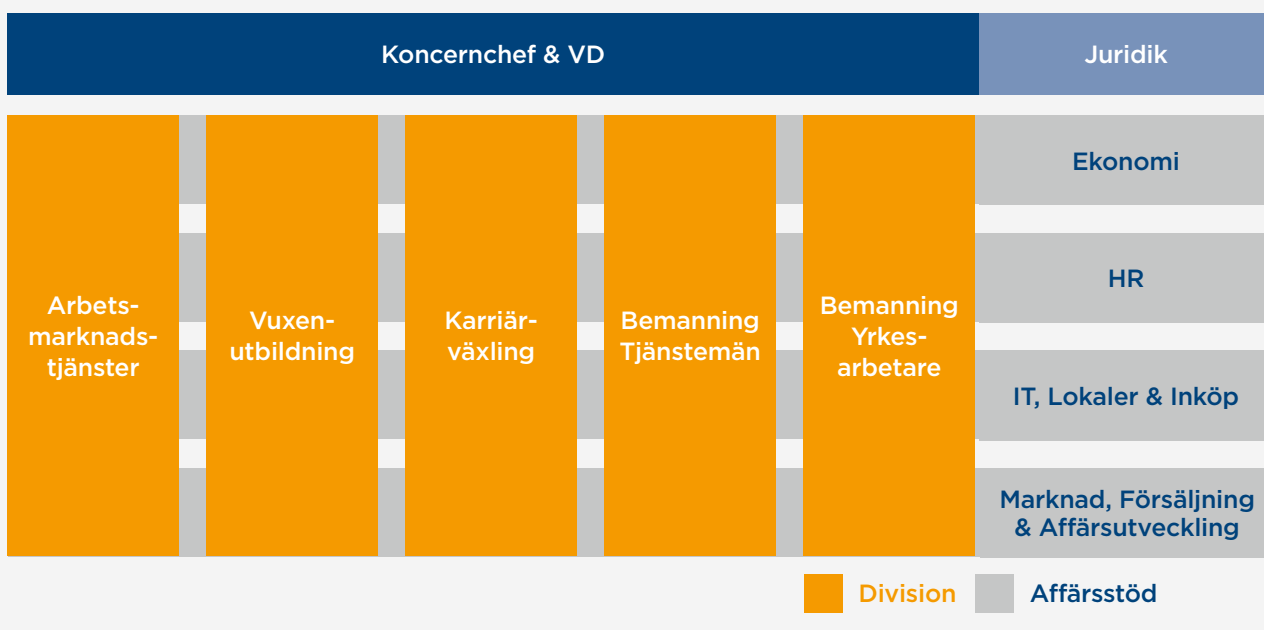 Koncernchef & VD
Juridik
Arbets-
marknads-
tjänster
Vuxen-
utbildning
Karriär-
växling
Bemanning
Tjänstemän
Bemanning
Yrkes-
arbetare
Ekonomi
HR
IT, Lokaler & Inköp
Marknad, Försäljning
& Affärsutveckling
Division
Affärsstöd